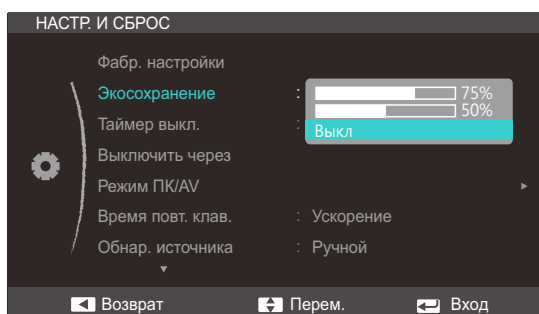 НАСТР. И СБРОС
Фабр. настройки
Экосохранение : 75%
50%
Таймер выкл. : Выкл
Выключить через
Режим ПК/AV
Время повт. клав. : Ускорение
Обнар. источника : Ручной
Возврат Перем. Вход